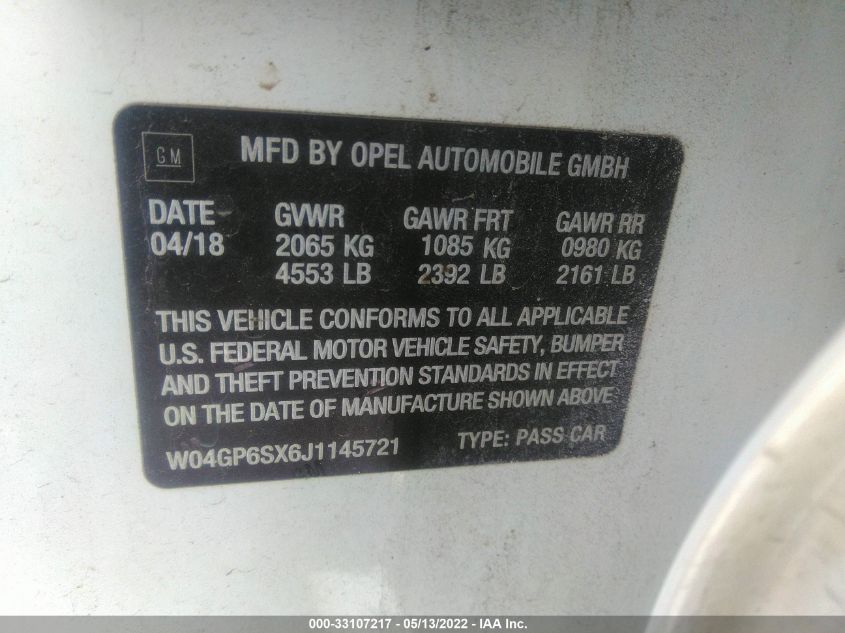 GM
MFD BY OPEL AUTOMOBILE GMBH
DATE GVWR GAWR FRT GAWR RR
04/18 2065 KG 1085 KG 0980 KG
4553 LB 2392 LB 2161 LB
THIS VEHICLE CONFORMS TO ALL APPLICABLE
U.S. FEDERAL MOTOR VEHICLE SAFETY, BUMPER
AND THEFT PREVENTION STANDARDS IN EFFECT
ON THE DATE OF MANUFACTURE SHOWN ABOVE
W04GP6SX6J1145721 TYPE: PASS CAR
000-33107217 - 05/13/2022 - IAA Inc.